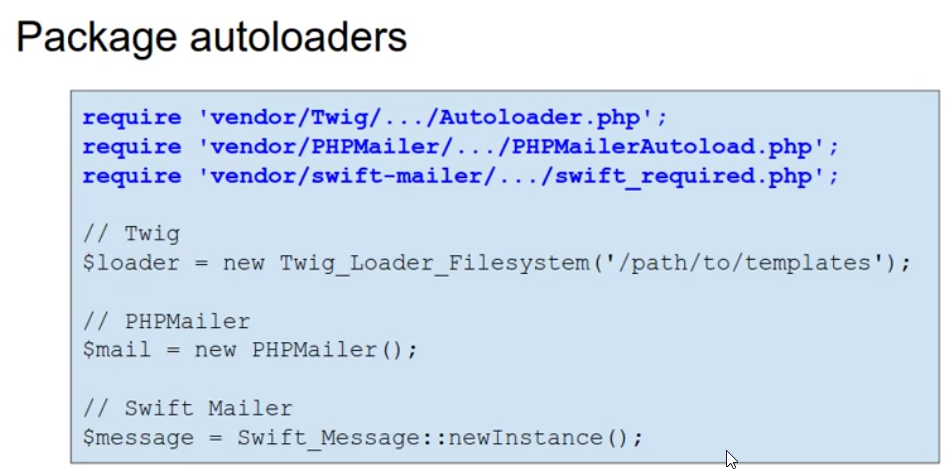 Package autoloaders
require 'vendor/Twig/.../Autoloader.php';
require 'vendor/PHPMailer/.../PHPMailerAutoload.php';
require 'vendor/swift-mailer/.../swift_required.php';
// Twig
$loader = new Twig_Loader_Filesystem('/path/to/templates');
// PHPMailer
$mail = new PHPMailer();
// Swift Mailer
$message = Swift_Message::newInstance();